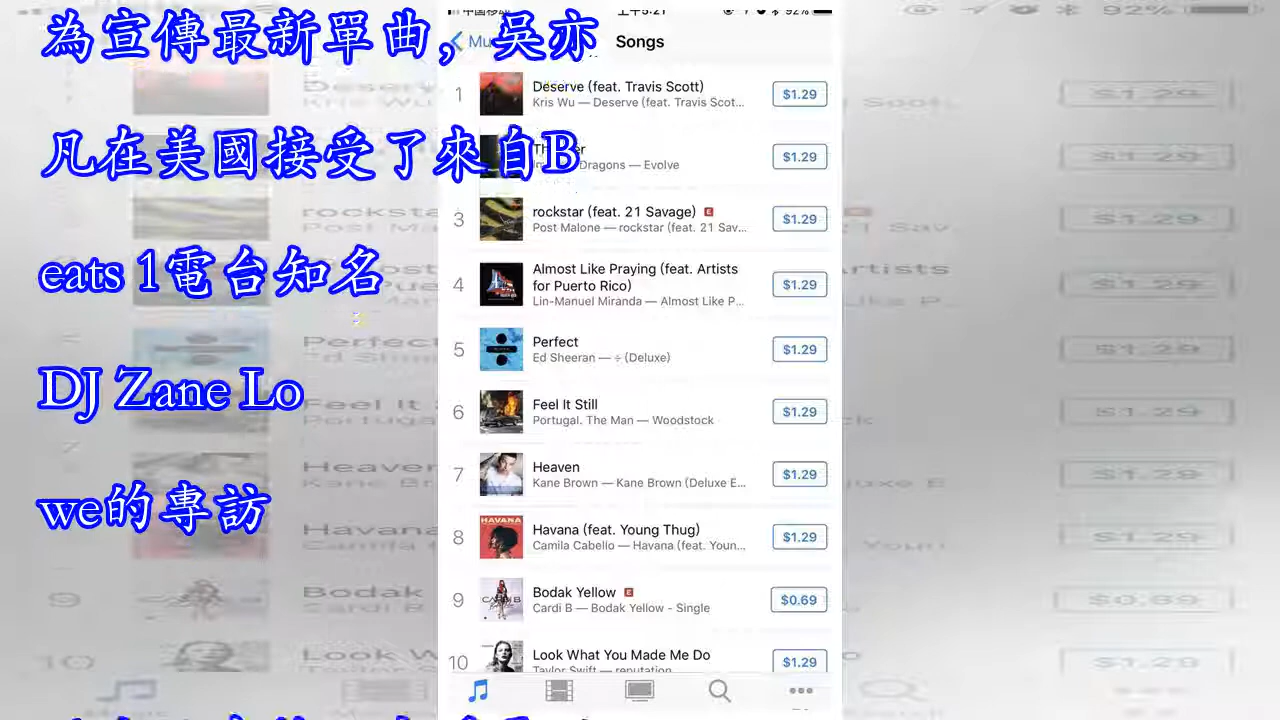 為宣傳最新單曲，吳亦
凡在美國接受了來自B
eats 1電台知名
DJ Zane Lo
we的專訪
92%
Songs
1
Deserve (feat. Travis Scott)
Kris Wu — Deserve (feat. Travis Scot...
$1.29
Dragons — Evolve
$1.29
3
rockstar (feat. 21 Savage) E
Post Malone — rockstar (feat. 21 Sav...
$1.29
4
Almost Like Praying (feat. Artists
for Puerto Rico)
Lin-Manuel Miranda — Almost Like P...
$1.29
5
Perfect
Ed Sheeran — ÷ (Deluxe)
$1.29
6
Feel It Still
Portugal. The Man — Woodstock
$1.29
7
Heaven
Kane Brown — Kane Brown (Deluxe E...
$1.29
8
Havana (feat. Young Thug)
Camila Cabello — Havana (feat. Youn...
$1.29
9
Bodak Yellow E
Cardi B — Bodak Yellow - Single
$0.69
10
Look What You Made Me Do
Taylor Swift — reputation
$1.29